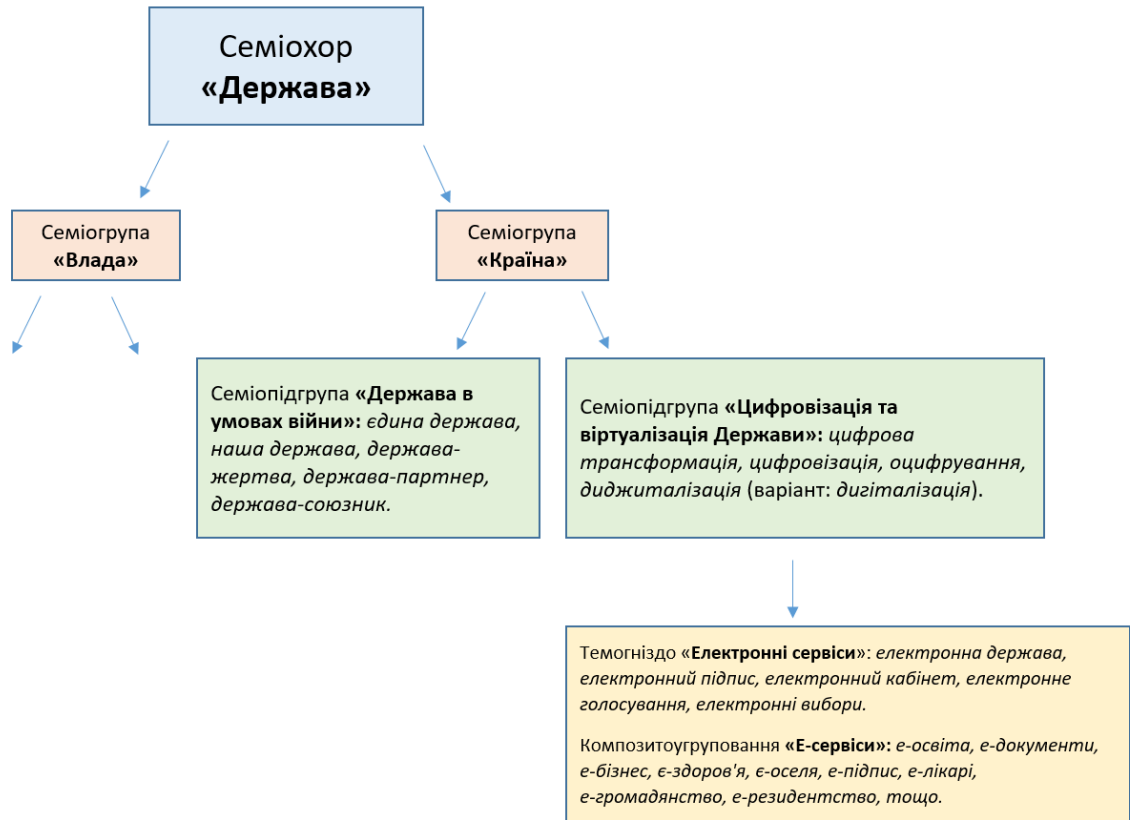 Семіохор
«Держава»
Семіогрупа
«Влада»
Семіогрупа
«Країна»
Семіопідгрупа «Держава в
умовах війни»: єдина держава,
наша держава, держава-
жертва, держава-партнер,
держава-союзник.
Семіопідгрупа «Цифровізація та
віртуалізація Держави»: цифрова
трансформація, цифровізація, оцифрування,
диджиталізація (варіант: дигіталізація).
Темогніздо «Електронні сервіси»: електронна держава,
електронний підпис, електронний кабінет, електронне
голосування, електронні вибори.
Композитоугруповання «Е-сервіси»: е-освіта, е-документи,
е-бізнес, є-здоров'я, є-оселя, е-підпис, е-лікарі,
е-громадянство, е-резидентство, тощо.